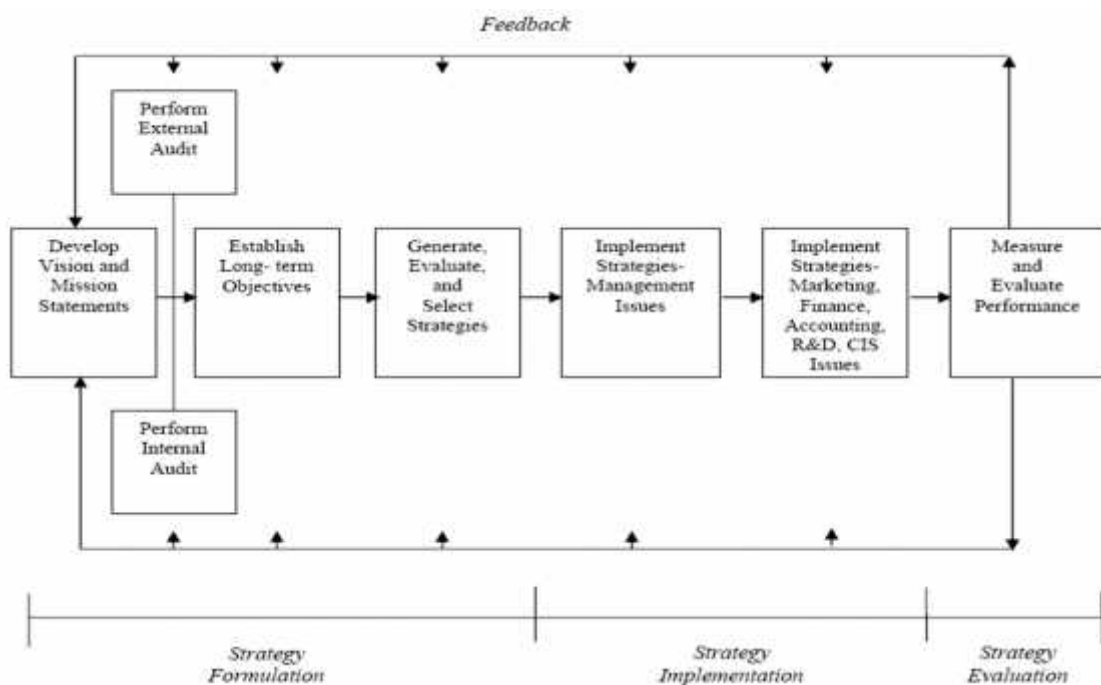 Feedback
Perform
External
Audit
Develop
Vision and
Mission
Statements
Establish
Long- term
Objectives
Generate,
Evaluate,
and
Select
Strategies
Implement
Strategies-
Management
Issues
Implement
Strategies-
Marketing,
Finance,
Accounting,
R&D, CIS
Issues
Measure
and
Evaluate
Performance
Perform
Internal
Audit
Strategy
Formulation
Strategy
Implementation
Strategy
Evaluation